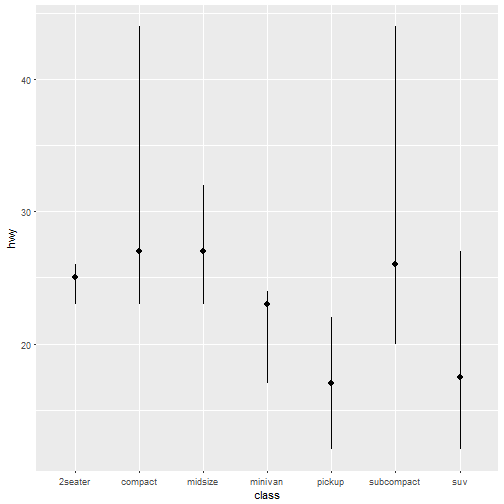 hwy
40
30
20
2seater compact midsize minivan pickup subcompact suv
class